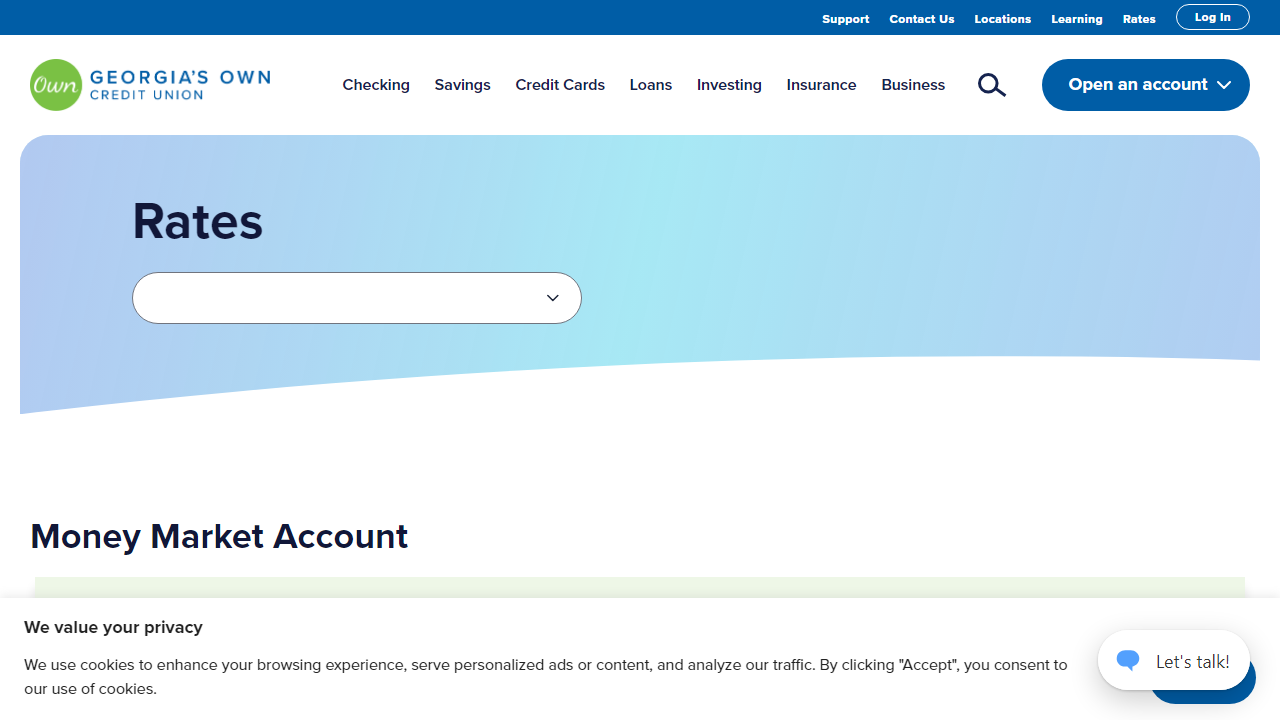 Support Contact Us Locations Learning Rates Log In
Own GEORGIA'S OWN
CREDIT UNION
Checking Savings Credit Cards Loans Investing Insurance Business Open an account
Rates
Money Market Account
We value your privacy
We use cookies to enhance your browsing experience, serve personalized ads or content, and analyze our traffic. By clicking "Accept", you consent to
our use of cookies.
Let's talk!